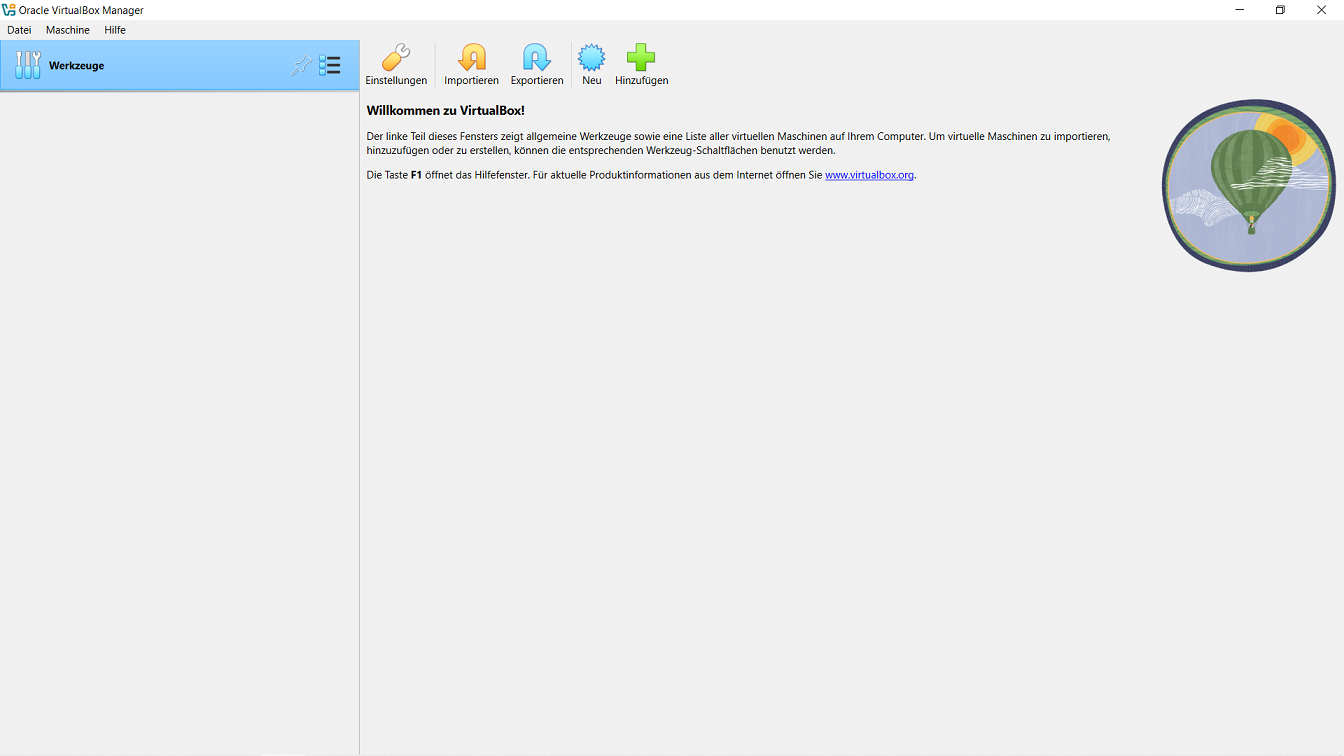 Oracle VirtualBox Manager
Datei Maschine Hilfe
Werkzeuge
Einstellungen Importieren Exportieren Neu Hinzufügen
Willkommen zu VirtualBox!
Der linke Teil dieses Fensters zeigt allgemeine Werkzeuge sowie eine Liste aller virtuellen Maschinen auf Ihrem Computer. Um virtuelle Maschinen zu importieren,
hinzuzufügen oder zu erstellen, können die entsprechenden Werkzeug-Schaltflächen benutzt werden.
Die Taste F1 öffnet das Hilfefenster. Für aktuelle Produktinformationen aus dem Internet öffnen Sie www.virtualbox.org.